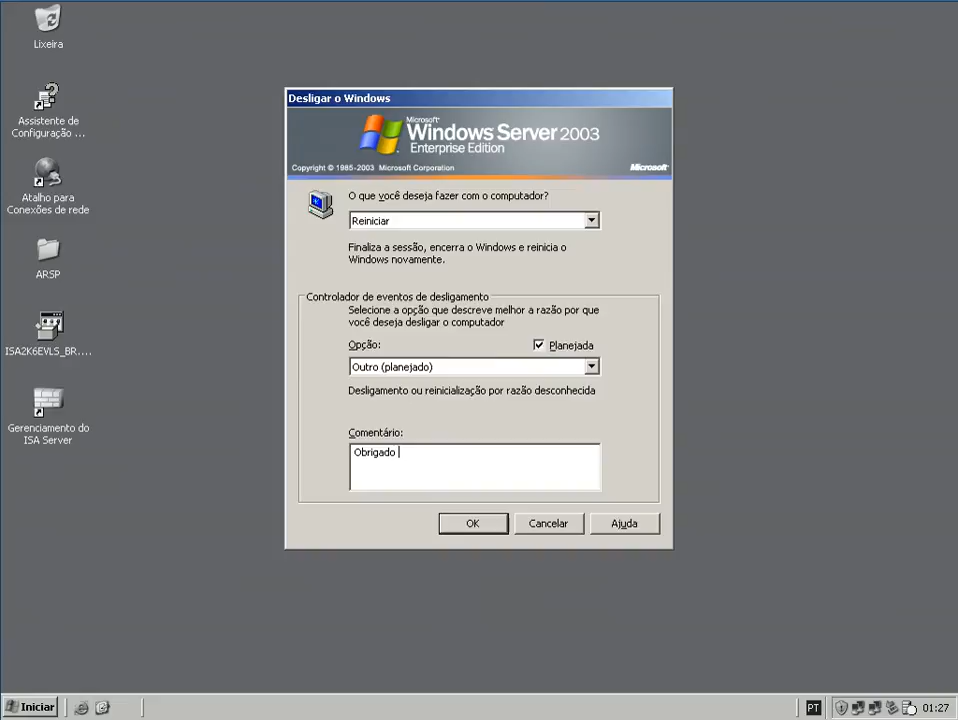 Lixeira
Assistente de
Configuração ...
Atalho para
Conexões de rede
ARSP
ISA2K6EVLS_BR....
Gerenciamento do
ISA Server
Desligar o Windows
Microsoft
Windows Server 2003
Enterprise Edition
Copyright © 1985-2003 Microsoft Corporation
Microsoft
O que você deseja fazer com o computador?
Reiniciar
Finaliza a sessão, encerra o Windows e reinicia o
Windows novamente.
Controlador de eventos de desligamento
Selecione a opção que descreve melhor a razão por que
você deseja desligar o computador
Opção:
Planejada
Outro (planejado)
Desligamento ou reinicialização por razão desconhecida
Comentário:
Obrigado
OK
Cancelar
Ajuda
Iniciar
PT
01:27